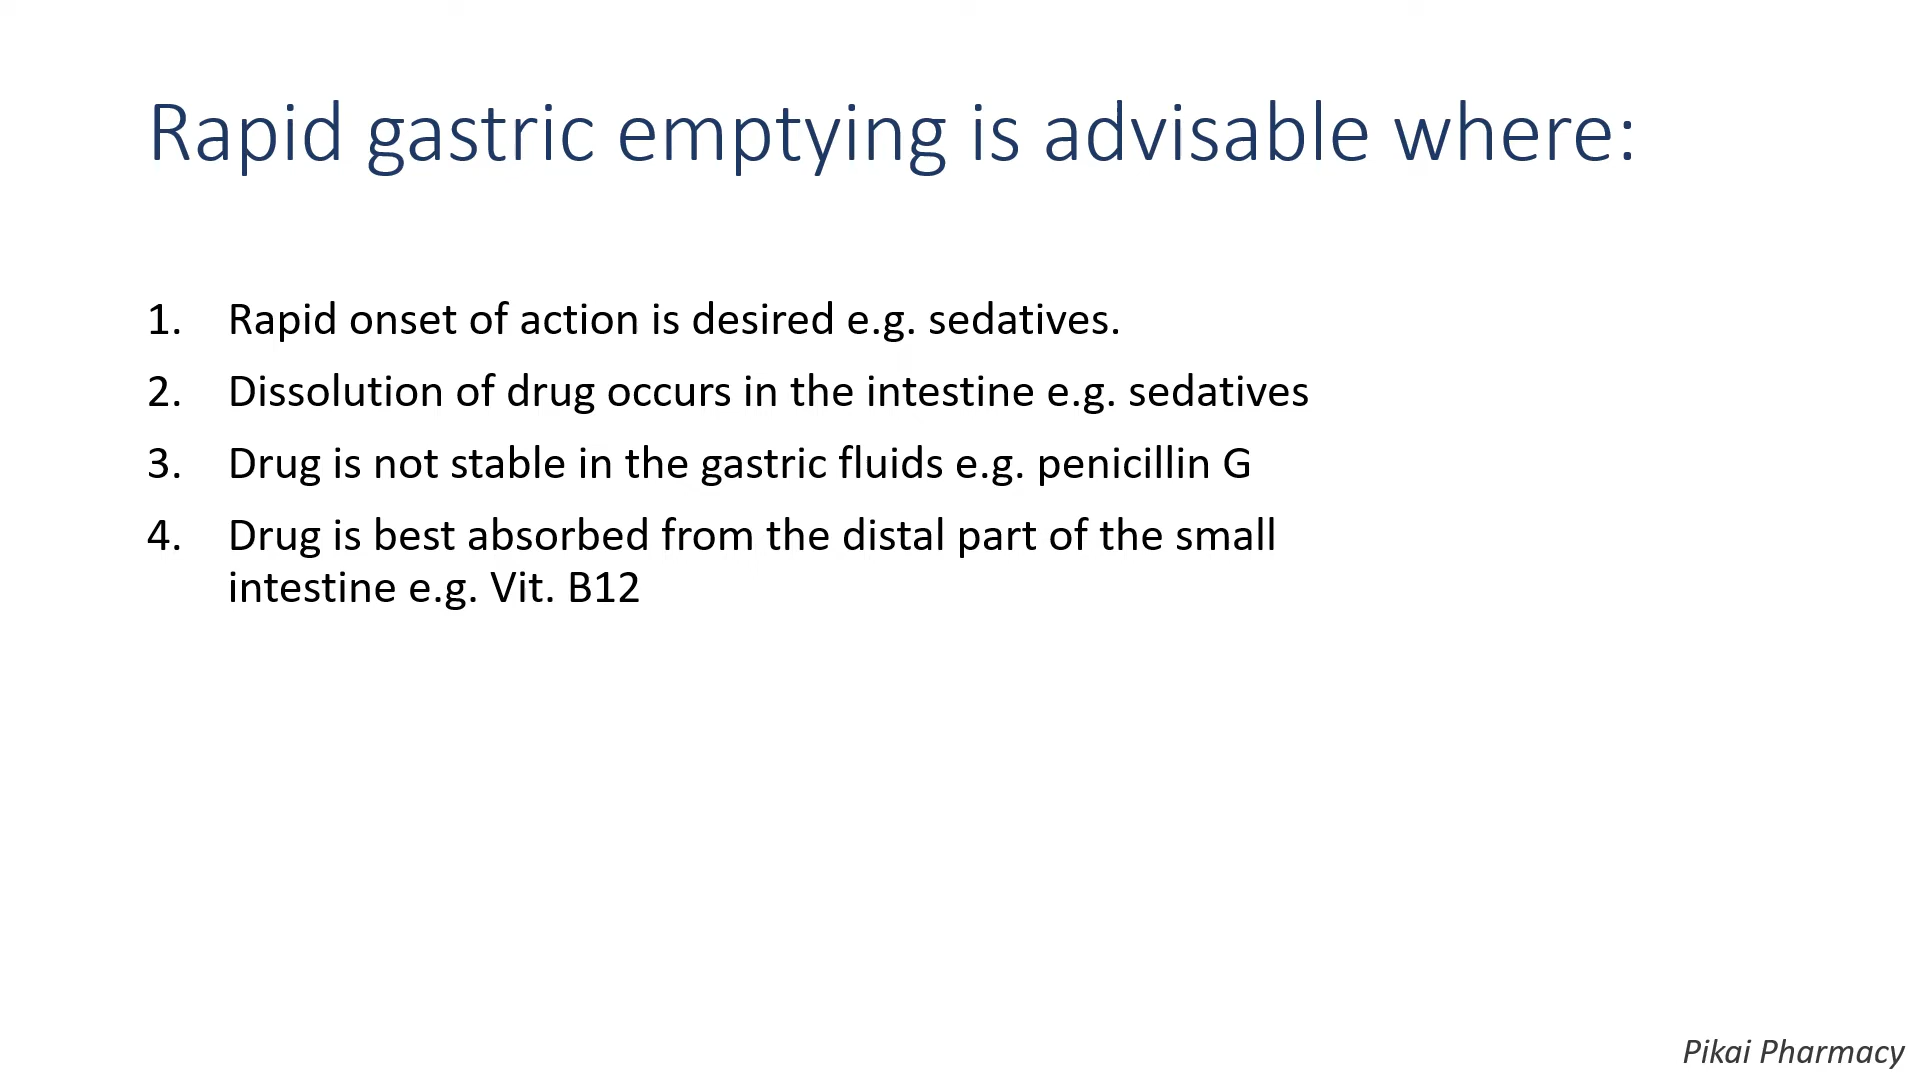 Rapid gastric emptying is advisable where:
1. Rapid onset of action is desired e.g. sedatives.
2. Dissolution of drug occurs in the intestine e.g. sedatives
3. Drug is not stable in the gastric fluids e.g. penicillin G
4. Drug is best absorbed from the distal part of the small
intestine e.g. Vit. B12
Pikai Pharmacy